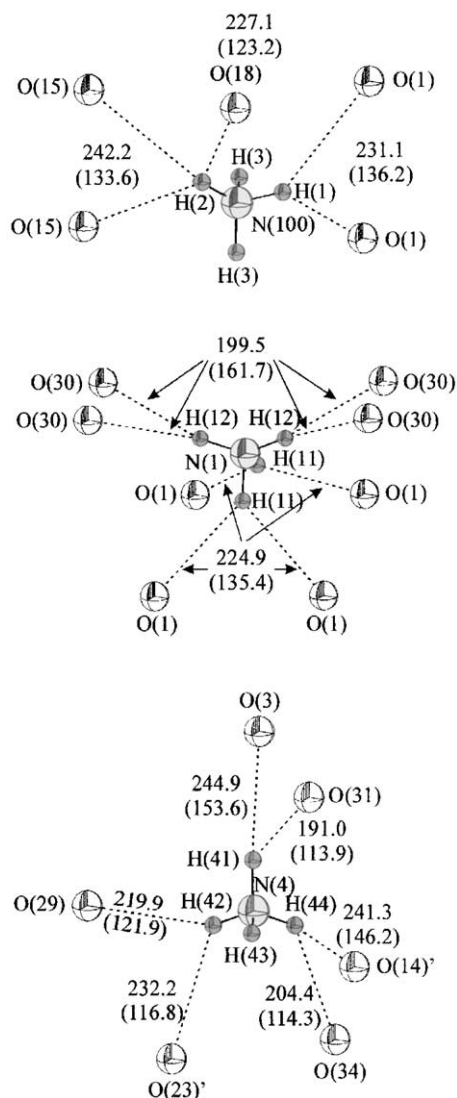 227.1
(123.2)
O(18)
O(15)
O(1)
H(3)
242.2
(133.6)
231.1
(136.2)
H(2)
H(1)
O(15)
N(100)
O(1)
H(3)
199.5
(161.7)
O(30)
O(30)
O(30)
O(30)
H(12)
H(12)
N(1)
H(11)
O(1)
H(11)
O(1)
224.9
(135.4)
O(1)
O(1)
O(3)
244.9
(153.6)
O(31)
191.0
(113.9)
H(41)
N(4)
O(29)
219.9
(121.9)
H(42)
H(44)
241.3
(146.2)
H(43)
O(14)'
232.2
(116.8)
204.4
(114.3)
O(34)
O(23)'